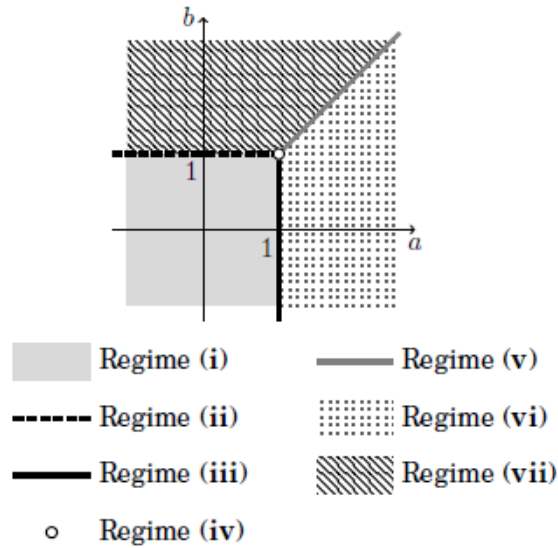 b
1
1
a
Regime (i)
Regime (v)
Regime (ii)
Regime (vi)
Regime (iii)
Regime (vii)
Regime (iv)